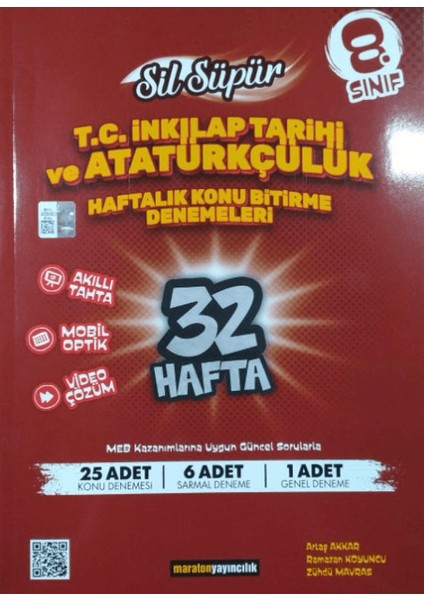 Sil Süpür
8.
SINIF
T.C. İNKILAP TARİHİ
ve ATATÜRKÇÜLÜK
HAFTALIK KONU BİTİRME
DENEMELERİ
AKILLI
TAHTA
MOBİL
OPTİK
VİDEO
ÇÖZÜM
32
HAFTA
MEB Kazanımlarına Uygun Güncel Sorularla
25 ADET
KONU DENEMESİ
6 ADET
SARMAL DENEME
1 ADET
GENEL DENEME
maratonyayıncılık
Artaş AKKAR
Ramazan KOYUNCU
Zühdü MAVRAS